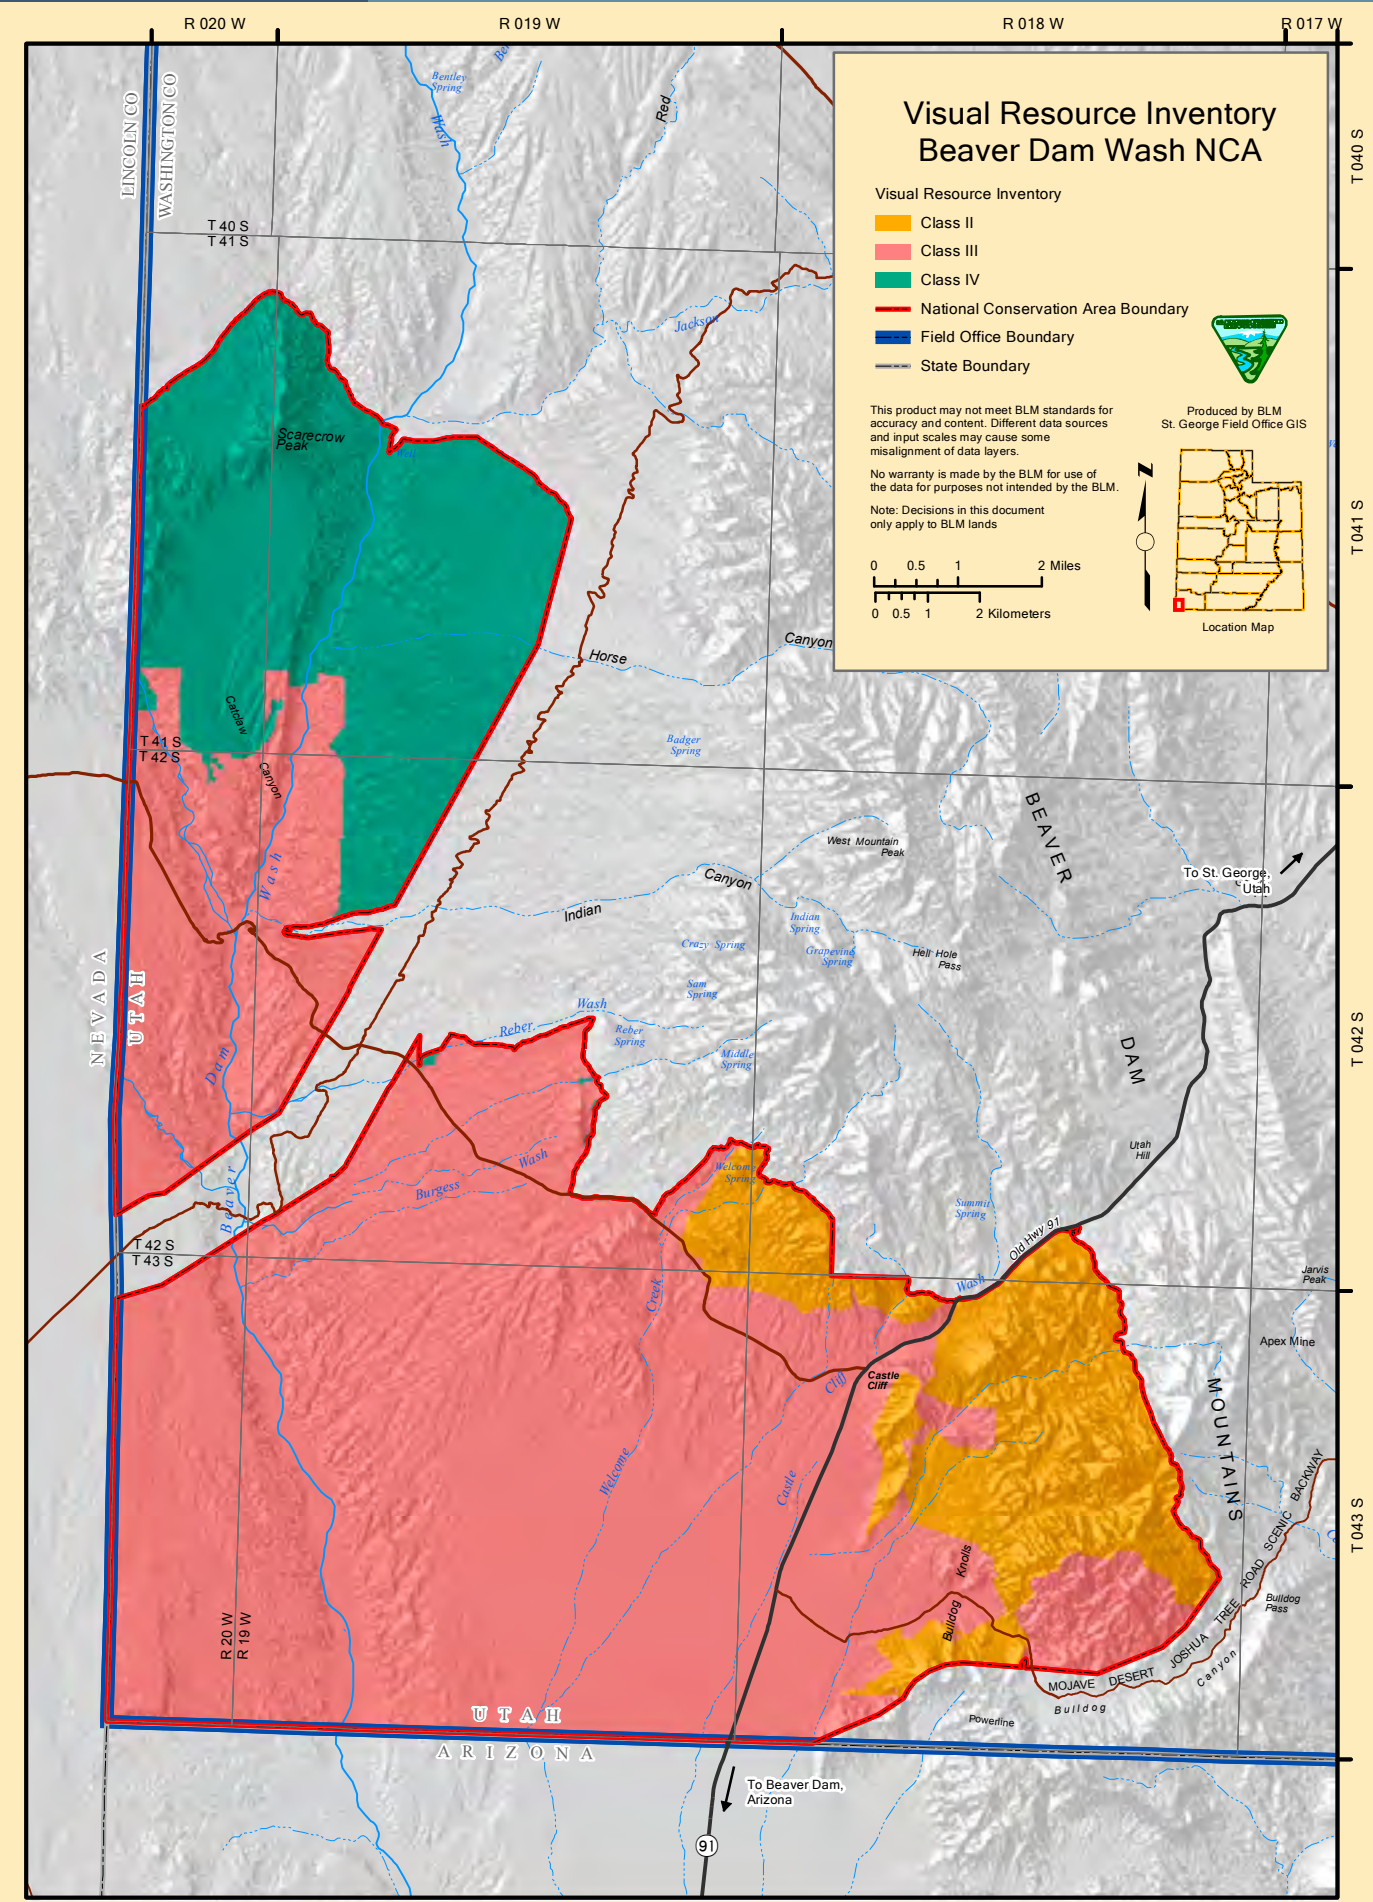 R 020 W
R 019 W
R 018 W
R 017 W
T 040 S
T 041 S
T 042 S
T 043 S
Visual Resource Inventory
Beaver Dam Wash NCA
Visual Resource Inventory
Class II
Class III
Class IV
National Conservation Area Boundary
Field Office Boundary
State Boundary
This product may not meet BLM standards for
accuracy and content. Different data sources
and input scales may cause some
misalignment of data layers.
No warranty is made by the BLM for use of
the data for purposes not intended by the BLM.
Note: Decisions in this document
only apply to BLM lands
Produced by BLM
St. George Field Office GIS
0 0.5 1 2 Miles
0 0.5 1 2 Kilometers
Z
Location Map
LINCOLN CO
WASHINGTON CO
Bentley
Spring
Wash
Red
T 40 S
T 41 S
Jackson
Scarecrow
Peak
Well
Horse
Canyon
Catclaw
Canyon
T 41 S
T 42 S
Badger
Spring
BEAVER
West Mountain
Peak
To St. George,
Utah
Wash
Canyon
Indian
Indian
Spring
Crazy Spring
Grapevine
Spring
Hell Hole
Pass
Sam
Spring
NEVADA
UTAH
Wash
Reber
Reber
Spring
Middle
Spring
Dam
DAM
Utah
Hill
Wash
Burgess
Welcome
Spring
Beaver
Summit
Spring
Old Hwy 91
T 42 S
T 43 S
Wash
Creek
Jarvis
Peak
Apex Mine
Castle
Cliff
Cliff
MOUNTAINS
Welcome
Castle
BACKWAY
SCENIC
ROAD
TREE
JOSHUA
DESERT
MOJAVE
Knolls
Bulldog
Bulldog
Pass
Canyon
Bulldog
Powerline
R 20 W
R 19 W
UTAH
ARIZONA
To Beaver Dam,
Arizona
91